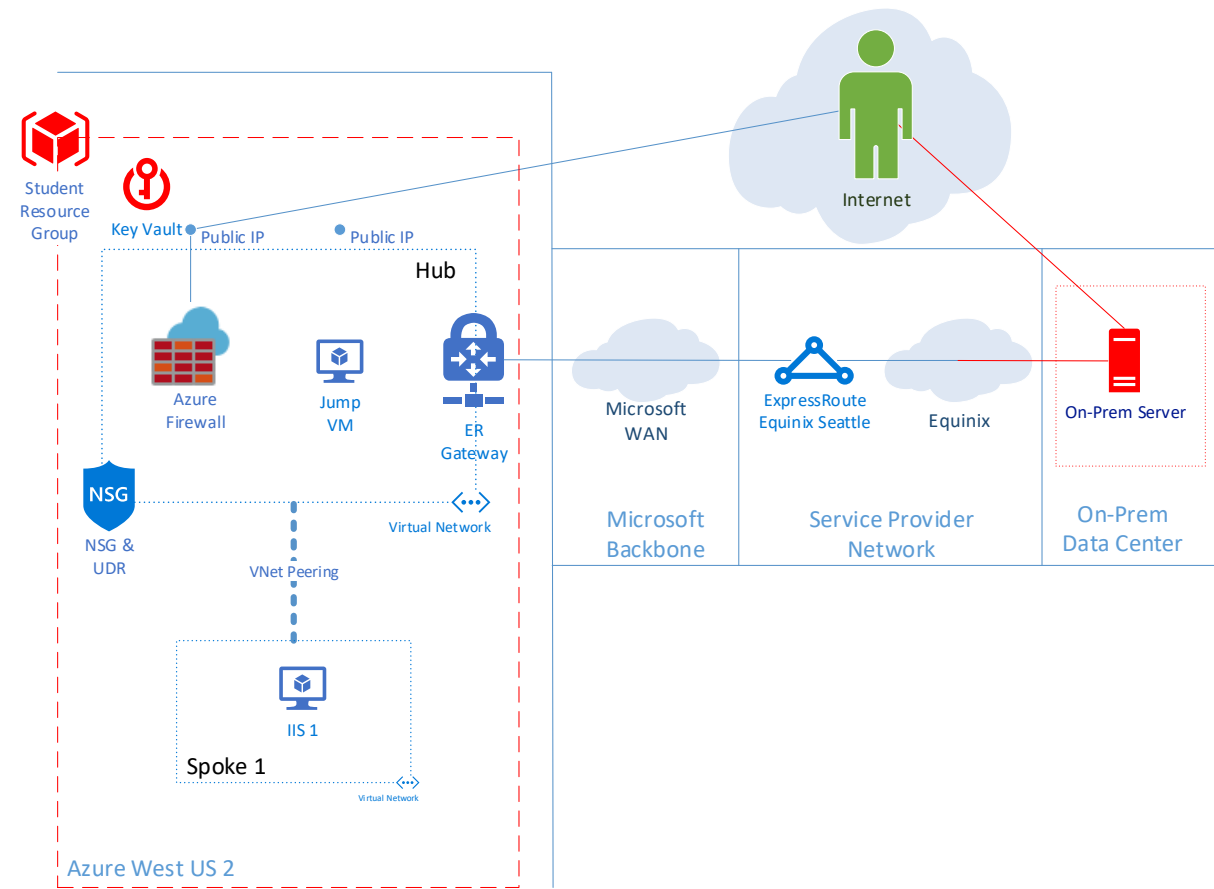 Student
Resource
Group
Key Vault
Public IP
Public IP
Internet
Hub
Azure
Firewall
Jump
VM
ER
Gateway
Microsoft
WAN
ExpressRoute
Equinix Seattle
Equinix
On-Prem Server
NSG
NSG &
UDR
Virtual Network
VNet Peering
Microsoft
Backbone
Service Provider
Network
On-Prem
Data Center
IIS 1
Spoke 1
Virtual Network
Azure West US 2